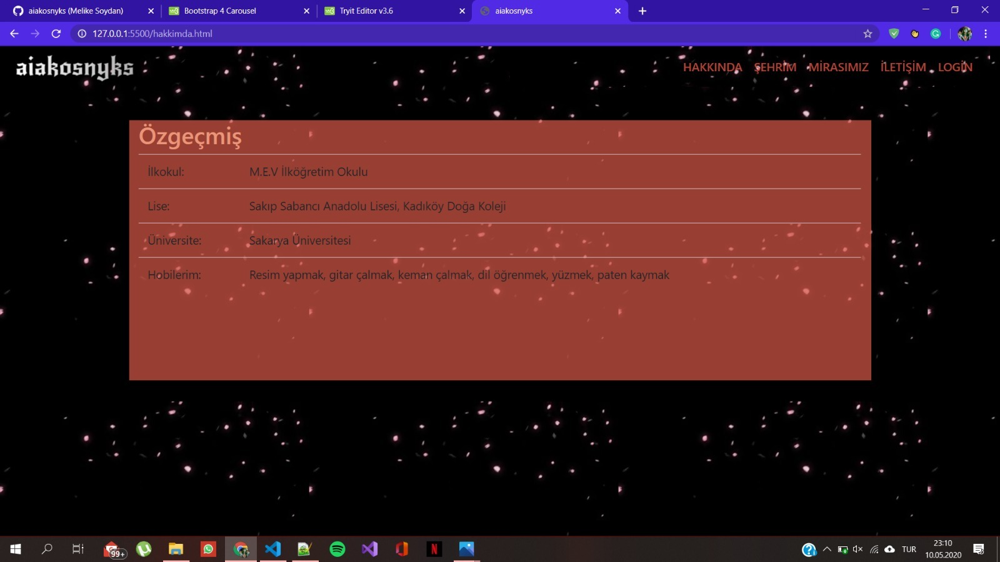 aiakosnyks (Melike Soydan)
Bootstrap 4 Carousel
Tryit Editor v3.6
aiakosnyks
127.0.0.1:5500/hakkimda.html
aiakosnyks
HAKKINDA ŞEHRİM MİRASIMIZ İLETİŞİM LOGİN
Özgeçmiş
İlkokul: M.E.V İlköğretim Okulu
Lise: Sakıp Sabancı Anadolu Lisesi, Kadıköy Doğa Koleji
Üniversite: Sakarya Üniversitesi
Hobilerim: Resim yapmak, gitar çalmak, keman çalmak, dil öğrenmek, yüzmek, paten kaymak
99+
TUR
23:10
10.05.2020